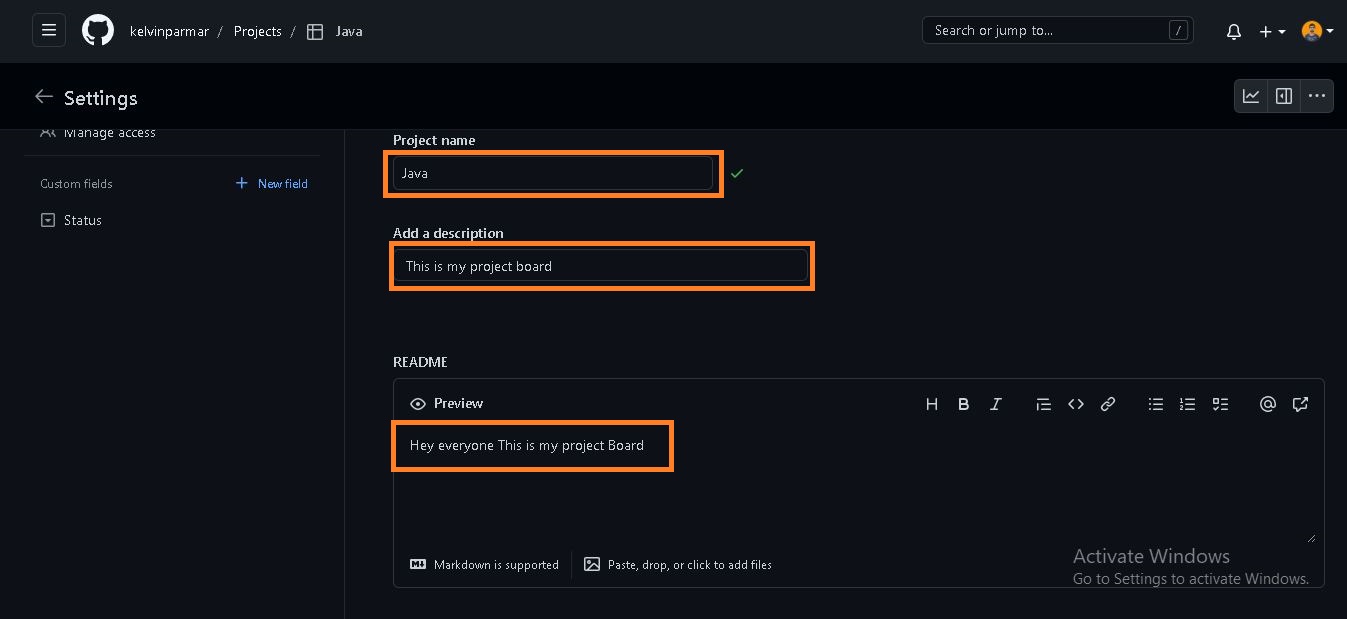 kelvinparmar / Projects / Java
Search or jump to... /
Settings
Manage access
Custom fields
New field
Status
Project name
Java
Add a description
This is my project board
README
Preview
H B I <> @
Hey everyone This is my project Board
Markdown is supported
Paste, drop, or click to add files
Activate Windows
Go to Settings to activate Windows.